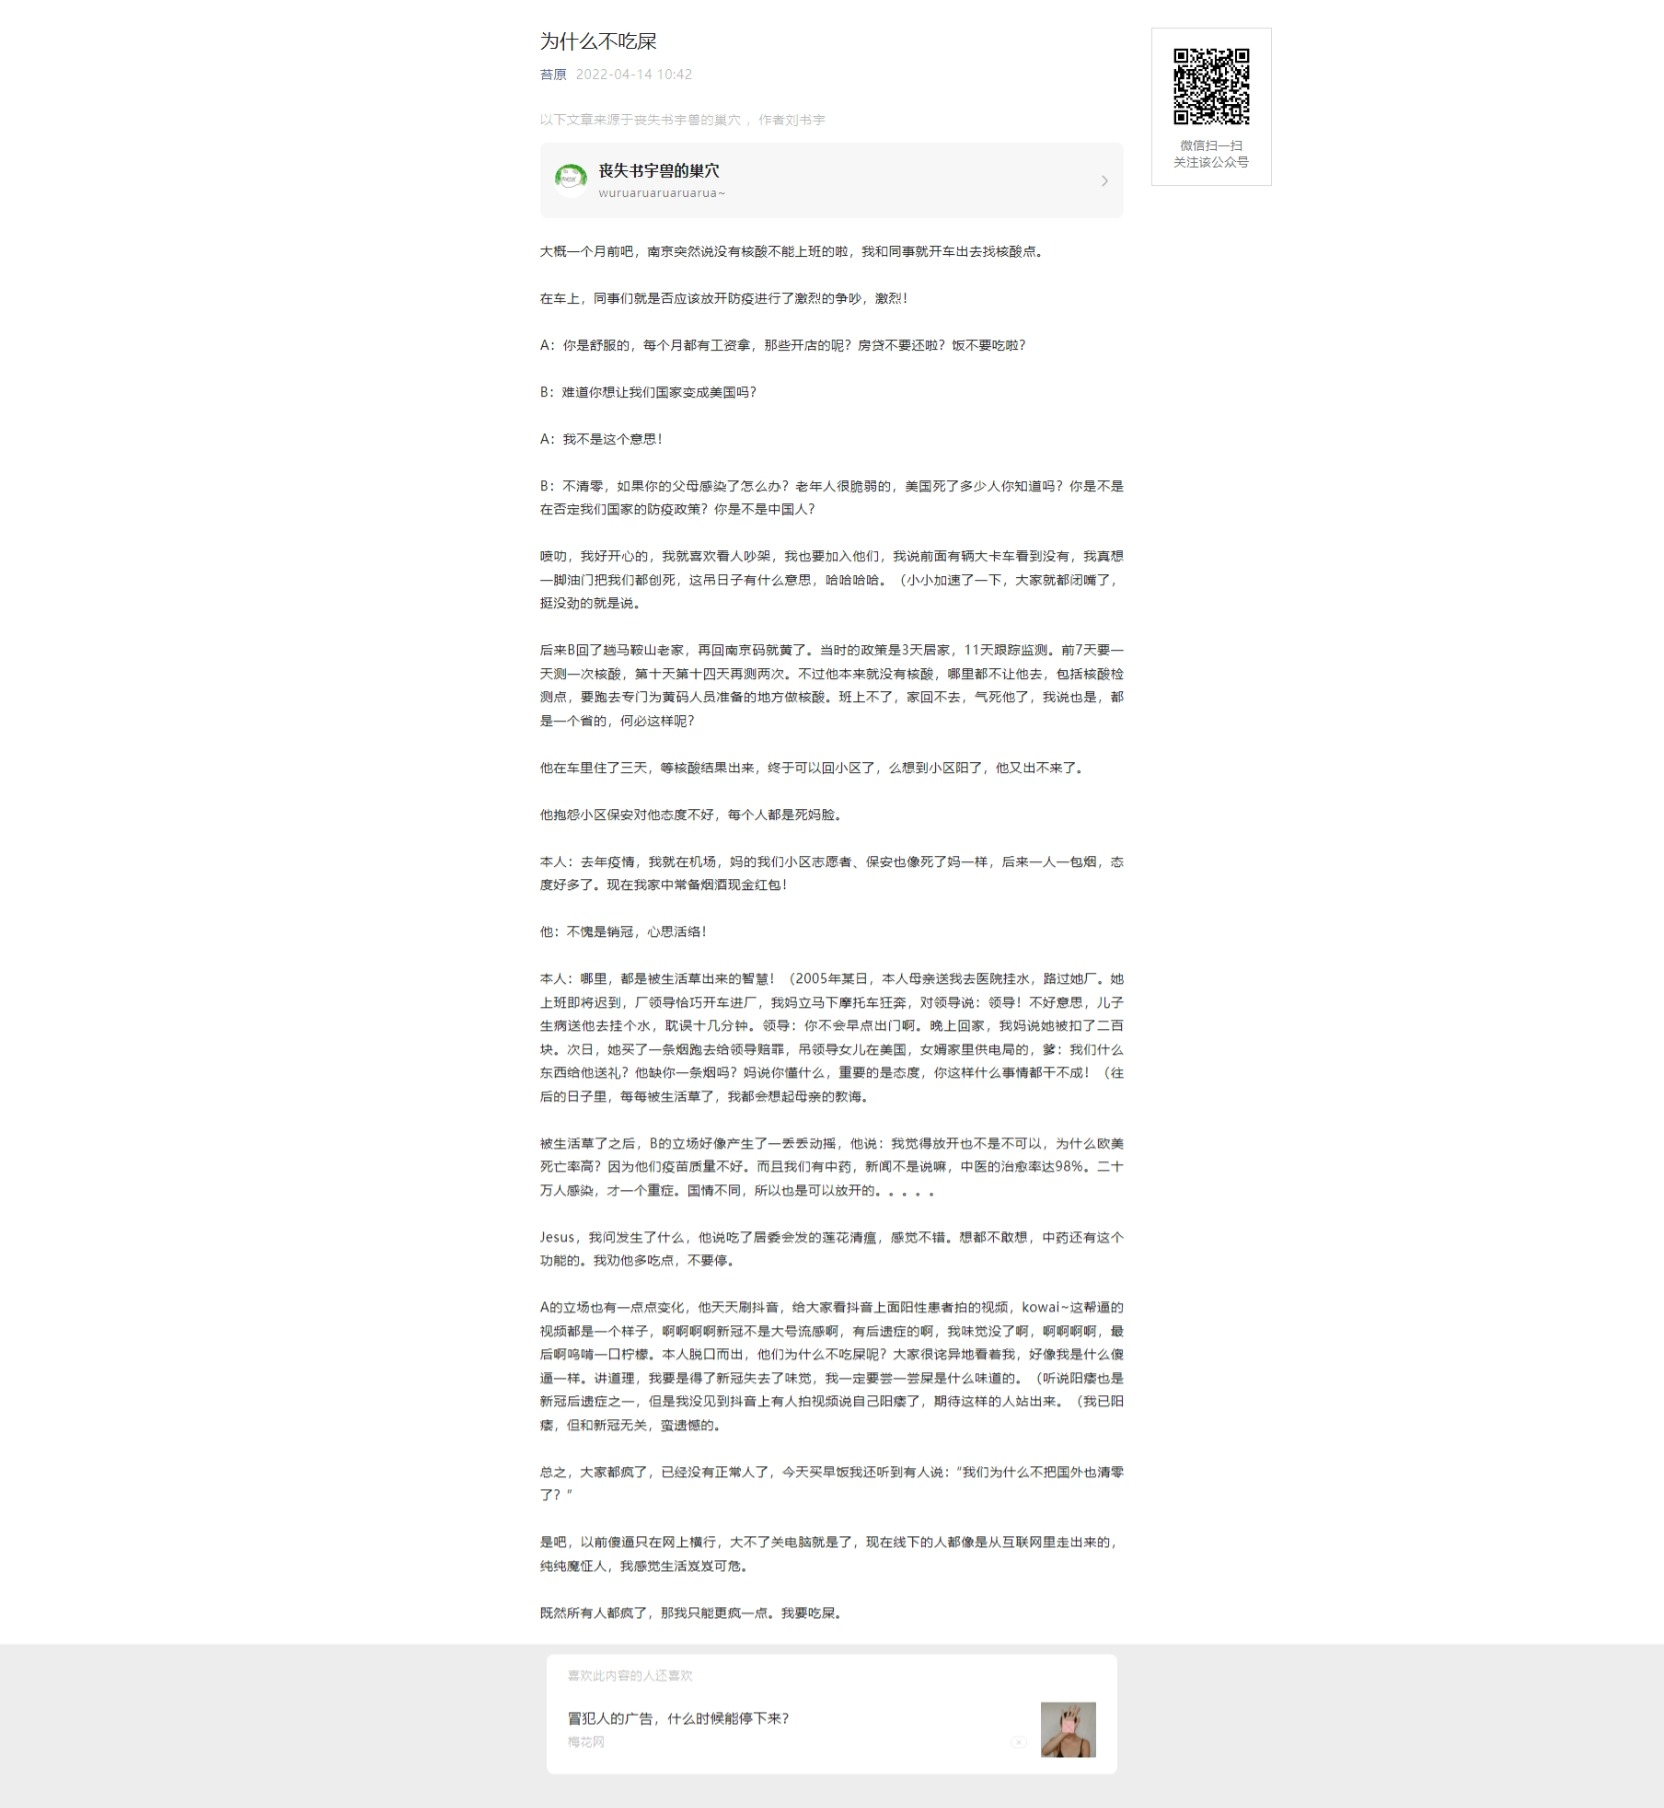 为什么不吃屎
苔原 2022-04-14 10:42
以下文章来源于丧失书宇兽的巢穴，作者刘书宇
丧失书宇兽的巢穴
wuruaruaruaruarua~
微信扫一扫
关注该公众号
大概一个月前吧，南京突然说没有核酸不能上班的啦，我和同事就开车出去找核酸点。
在车上，同事们就是否应该放开防疫进行了激烈的争吵，激烈！
A：你是舒服的，每个月都有工资拿，那些开店的呢？房贷不要还啦？饭不要吃啦？
B：难道你想让我们国家变成美国吗？
A：我不是这个意思！
B：不清零，如果你的父母感染了怎么办？老年人很脆弱的，美国死了多少人你知道吗？你是不是
在否定我们国家的防疫政策？你是不是中国人？
喷叻，我好开心的，我就喜欢看人吵架，我也要加入他们，我说前面有辆大卡车看到没有，我真想
一脚油门把我们都创死，这吊日子有什么意思，哈哈哈哈。（小小加速了一下，大家就都闭嘴了，
挺没劲的就是说。
后来B回了趟马鞍山老家，再回南京码就黄了。当时的政策是3天居家，11天跟踪监测。前7天要一
天测一次核酸，第十天第十四天再测两次。不过他本来就没有核酸，哪里都不让他去，包括核酸检
测点，要跑去专门为黄码人员准备的地方做核酸。班上不了，家回不去，气死他了，我说也是，都
是一个省的，何必这样呢？
他在车里住了三天，等核酸结果出来，终于可以回小区了，么想到小区阳了，他又出不来了。
他抱怨小区保安对他态度不好，每个人都是死妈脸。
本人：去年疫情，我就在机场，妈的我们小区志愿者、保安也像死了妈一样，后来一人一包烟，态
度好多了。现在我家中常备烟酒现金红包！
他：不愧是销冠，心思活络！
本人：哪里，都是被生活草出来的智慧！（2005年某日，本人母亲送我去医院挂水，路过她厂。她
上班即将迟到，厂领导恰巧开车进厂，我妈立马下摩托车狂奔，对领导说：领导！不好意思，儿子
生病送他去挂个水，耽误十几分钟。领导：你不会早点出门啊。晚上回家，我妈说她被扣了二百
块。次日，她买了一条烟跑去给领导赔罪，吊领导女儿在美国，女婿家里供电局的，爹：我们什么
东西给他送礼？他缺你一条烟吗？妈说你懂什么，重要的是态度，你这样什么事情都干不成！（往
后的日子里，每每被生活草了，我都会想起母亲的教诲。
被生活草了之后，B的立场好像产生了一丢丢动摇，他说：我觉得放开也不是不可以，为什么欧美
死亡率高？因为他们疫苗质量不好。而且我们有中药，新闻不是说嘛，中医的治愈率达98%。二十
万人感染，才一个重症。国情不同，所以也是可以放开的。。。。。
Jesus，我问发生了什么，他说吃了居委会发的莲花清瘟，感觉不错。想都不敢想，中药还有这个
功能的。我劝他多吃点，不要停。
A的立场也有一点点变化，他天天刷抖音，给大家看抖音上面阳性患者拍的视频，kowai~这帮逼的
视频都是一个样子，啊啊啊啊新冠不是大号流感啊，有后遗症的啊，我味觉没了啊，啊啊啊啊，最
后啊呜啃一口柠檬。本人脱口而出，他们为什么不吃屎呢？大家很诧异地看着我，好像我是什么傻
逼一样。讲道理，我要是得了新冠失去了味觉，我一定要尝一尝屎是什么味道的。（听说阳痿也是
新冠后遗症之一，但是我没见到抖音上有人拍视频说自己阳痿了，期待这样的人站出来。（我已阳
痿，但和新冠无关，蛮遗憾的。
总之，大家都疯了，已经没有正常人了，今天买早饭我还听到有人说：“我们为什么不把国外也清零
了？”
是吧，以前傻逼只在网上横行，大不了关电脑就是了，现在线下的人都像是从互联网里走出来的，
纯纯魔怔人，我感觉生活岌岌可危。
既然所有人都疯了，那我只能更疯一点。我要吃屎。
喜欢此内容的人还喜欢
冒犯人的广告，什么时候能停下来？
梅花网